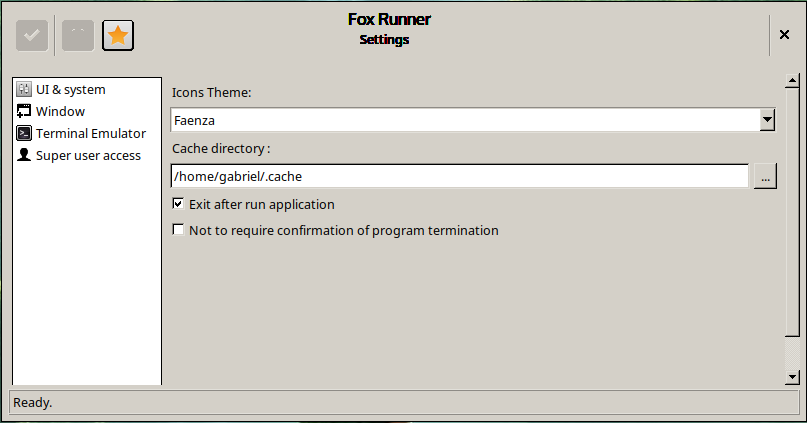 Fox Runner
Settings
UI & system
Window
Terminal Emulator
Super user access
Icons Theme:
Faenza
Cache directory :
/home/gabriel/.cache
...
Exit after run application
Not to require confirmation of program termination
Ready.